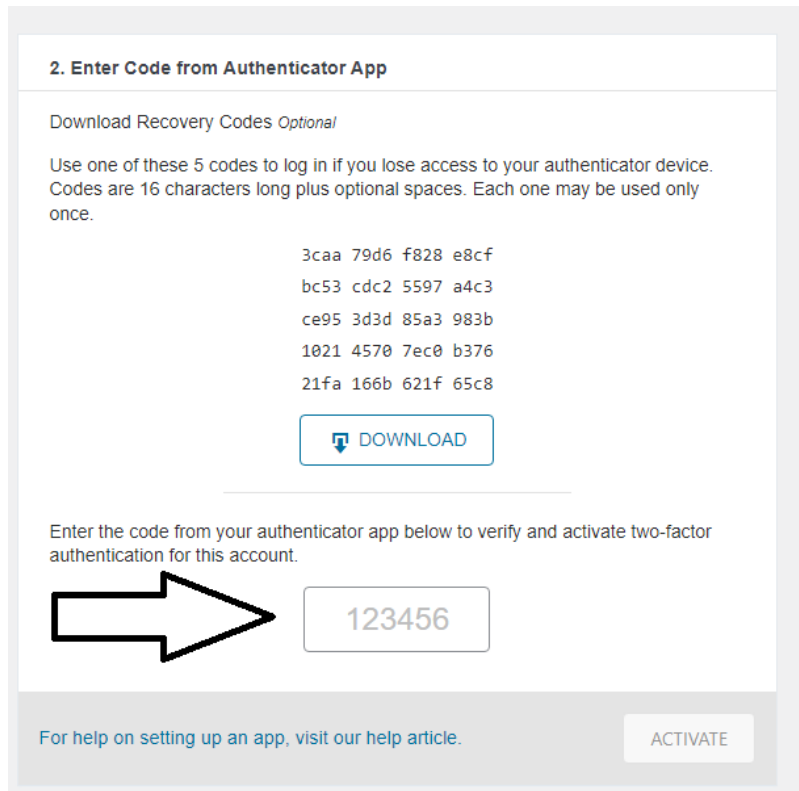 2. Enter Code from Authenticator App
Download Recovery Codes Optional
Use one of these 5 codes to log in if you lose access to your authenticator device.
Codes are 16 characters long plus optional spaces. Each one may be used only
once.
3caa 79d6 f828 e8cf
bc53 cdc2 5597 a4c3
ce95 3d3d 85a3 983b
1021 4570 7ec0 b376
21fa 166b 621f 65c8
DOWNLOAD
Enter the code from your authenticator app below to verify and activate two-factor
authentication for this account.
123456
For help on setting up an app, visit our help article.
ACTIVATE